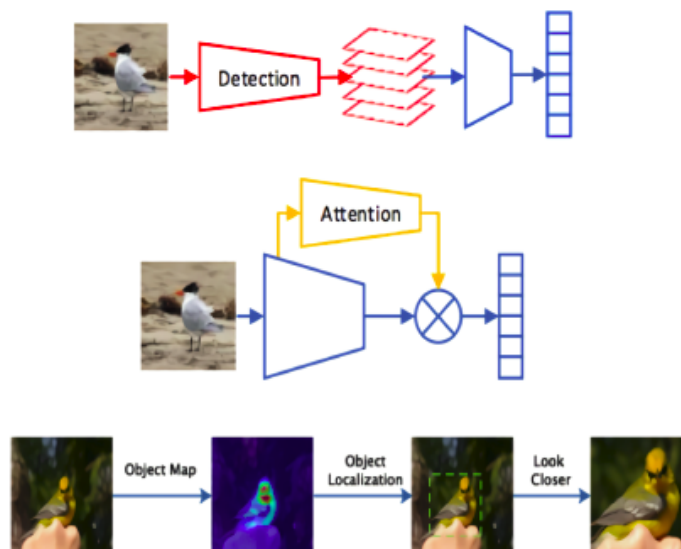 Detection
Attention
Object Map
Object
Localization
Look
Closer